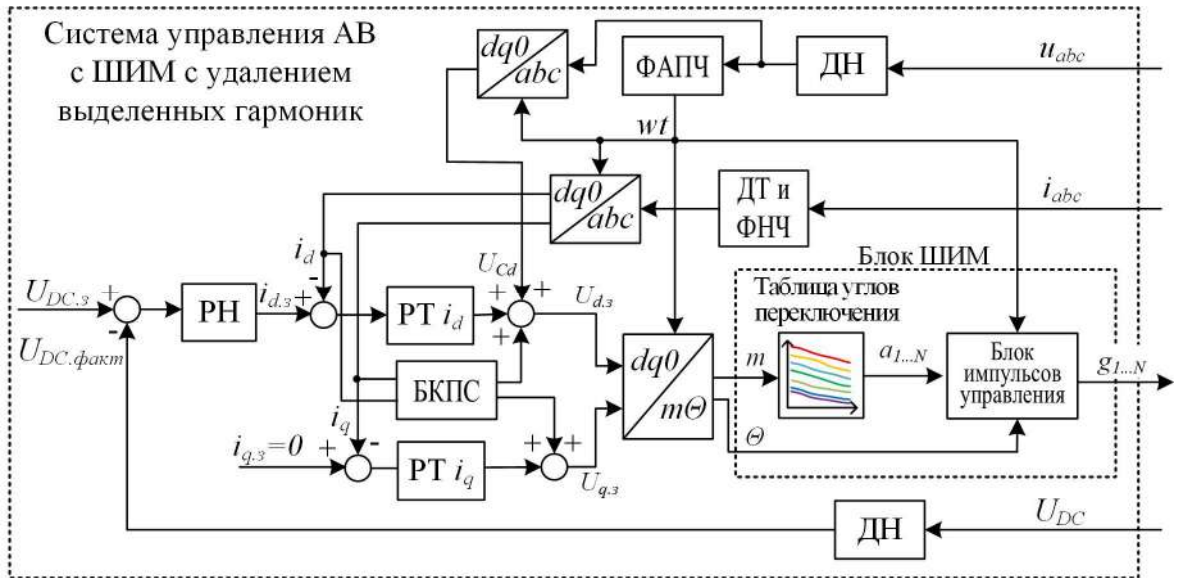 Система управления АВ
с ШИМ с удалением
выделенных гармоник
dq0
abc
ФАПЧ
ДН
u_abc
wt
dq0
abc
ДТ и
ФНЧ
i_abc
i_d
-
U_Cd
Блок ШИМ
U_DC.з
+
РН
i_d.з
+
РТ i_d
+
+
+
U_d.з
Таблица углов
переключения
-
U_DC.факт
БКПС
dq0
mΘ
m
a_1...N
Блок
импульсов
управления
g_1...N
i_q
Θ
i_q.з=0
+
-
РТ i_q
+
+
U_q.з
ДН
U_DC